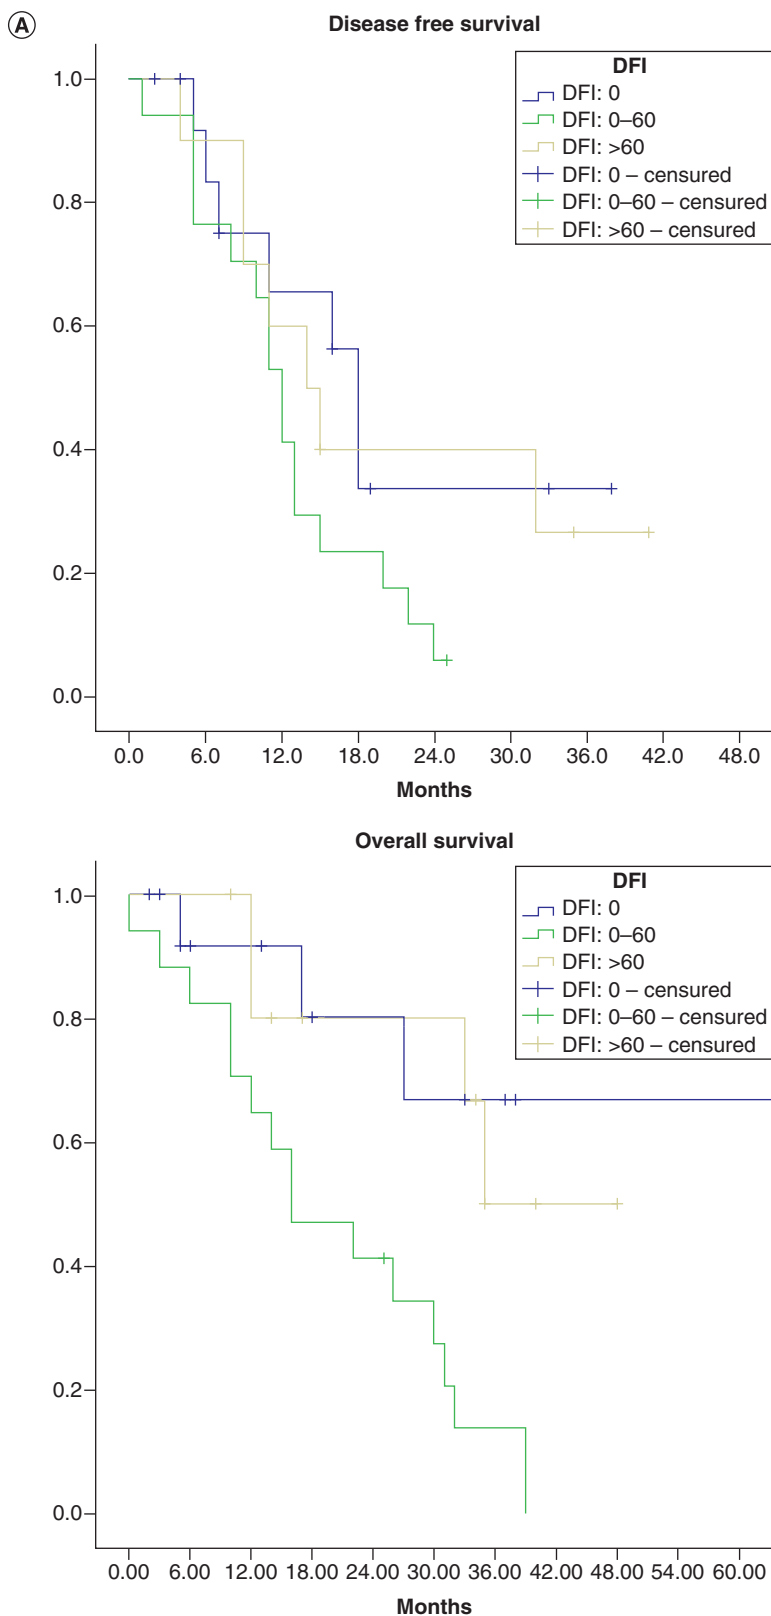 A
Disease free survival
DFI
DFI: 0
DFI: 0–60
DFI: >60
DFI: 0 – censured
DFI: 0–60 – censured
DFI: >60 – censured
1.0
0.8
0.6
0.4
0.2
0.0
0.0 6.0 12.0 18.0 24.0 30.0 36.0 42.0 48.0
Months
Overall survival
DFI
DFI: 0
DFI: 0–60
DFI: >60
DFI: 0 – censured
DFI: 0–60 – censured
DFI: >60 – censured
1.0
0.8
0.6
0.4
0.2
0.0
0.00 6.00 12.00 18.00 24.00 30.00 36.00 42.00 48.00 54.00 60.00
Months